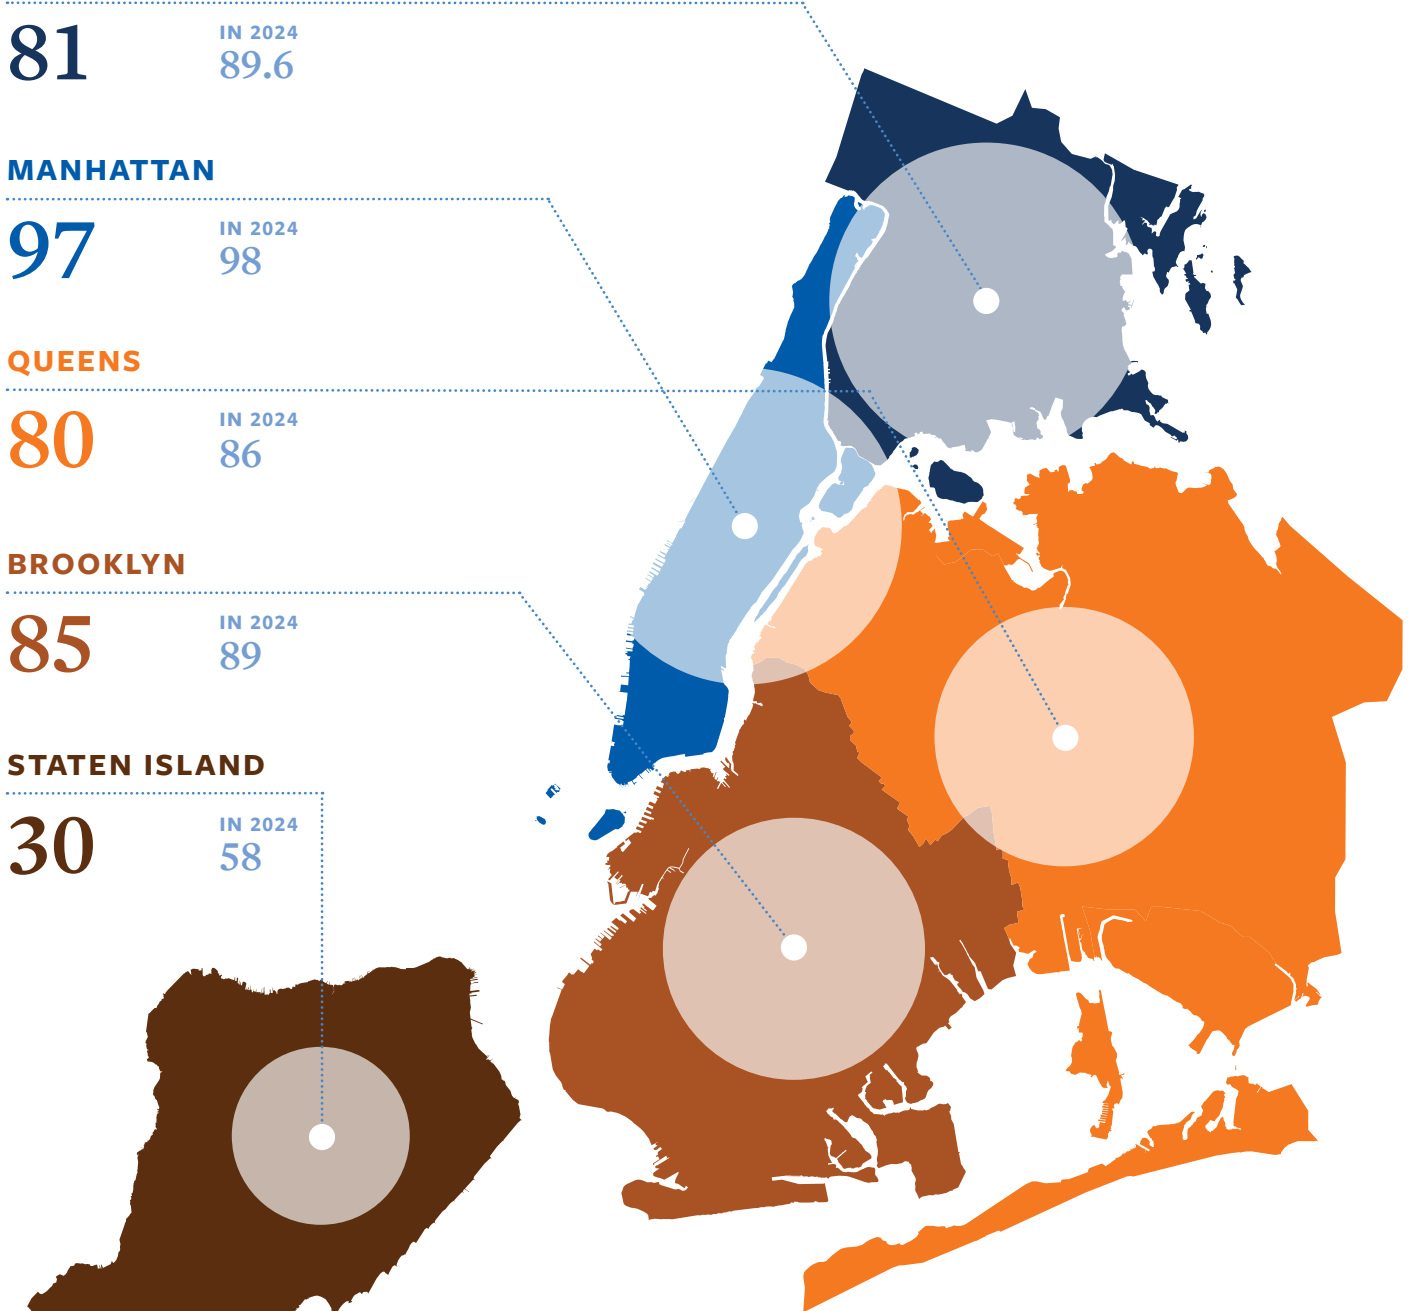 81
IN 2024
89.6
MANHATTAN
97
IN 2024
98
QUEENS
80
IN 2024
86
BROOKLYN
85
IN 2024
89
STATEN ISLAND
30
IN 2024
58